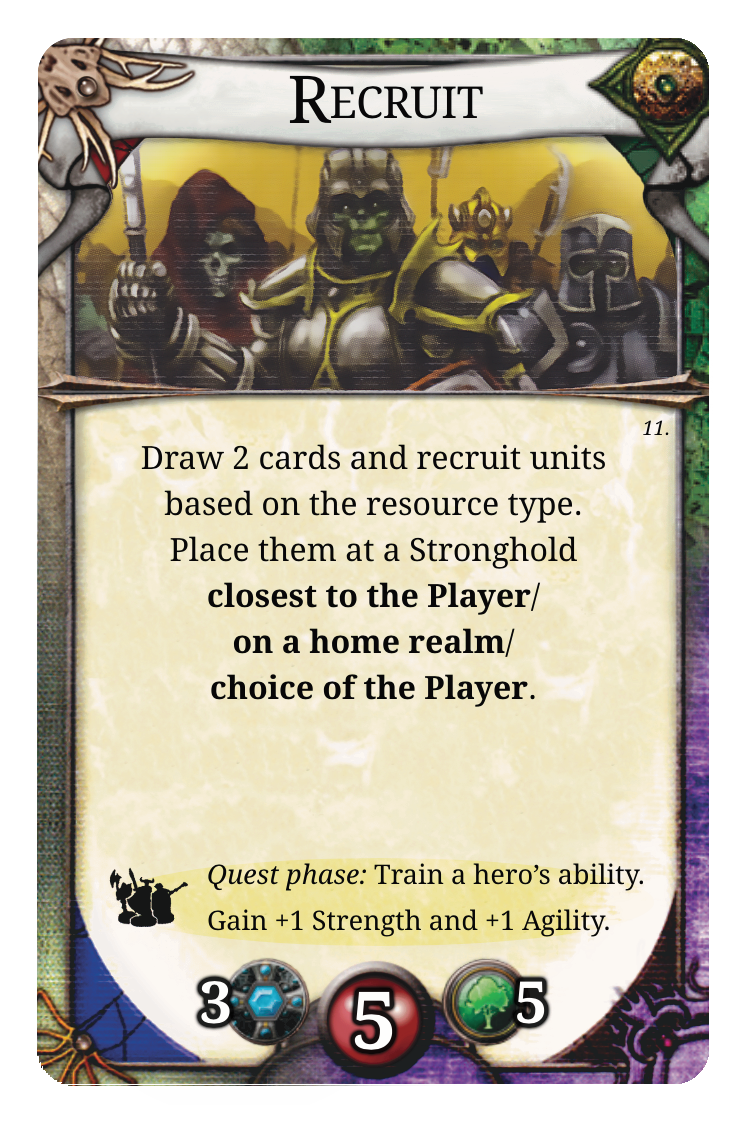 RECRUIT
11.
Draw 2 cards and recruit units
based on the resource type.
Place them at a Stronghold
closest to the Player/
on a home realm/
choice of the Player.
Quest phase: Train a hero’s ability.
Gain +1 Strength and +1 Agility.
3 5 5